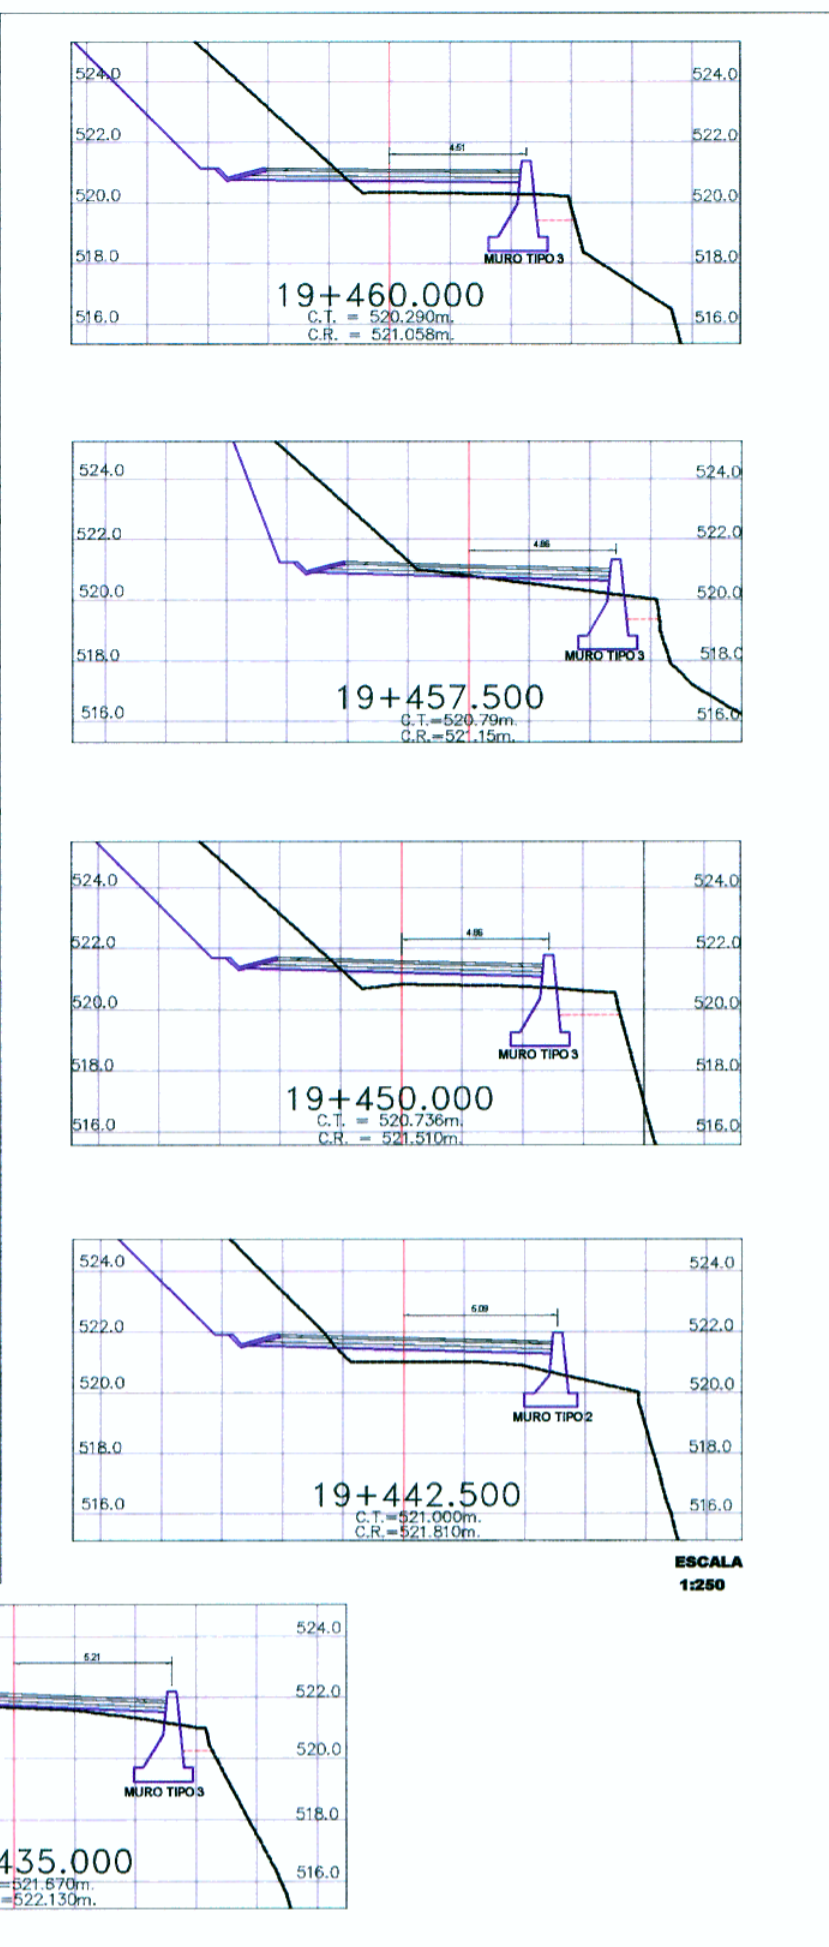 524.0 524.0
522.0 4.51 522.0
520.0 520.0
518.0 MURO TIPO 3 518.0
19+460.000
516.0 C.T. = 520.290m. 516.0
C.R. = 521.058m.
524.0 524.0
522.0 522.0
4.86
520.0 520.0
518.0 MURO TIPO 3 518.0
19+457.500
516.0 C.T.=520.79m. 516.0
C.R.=521.15m.
524.0 524.0
522.0 4.86 522.0
520.0 520.0
MURO TIPO 3
518.0 518.0
19+450.000
516.0 C.T. = 520.736m. 516.0
C.R. = 521.510m.
524.0 524.0
5.09
522.0 522.0
520.0 520.0
MURO TIPO 2
518.0 518.0
19+442.500
516.0 C.T.=521.000m. 516.0
C.R.=521.810m.
ESCALA
1:250
524.0
5.21
522.0
520.0
MURO TIPO 3
518.0
435.000
516.0
=521.670m.
=522.130m.